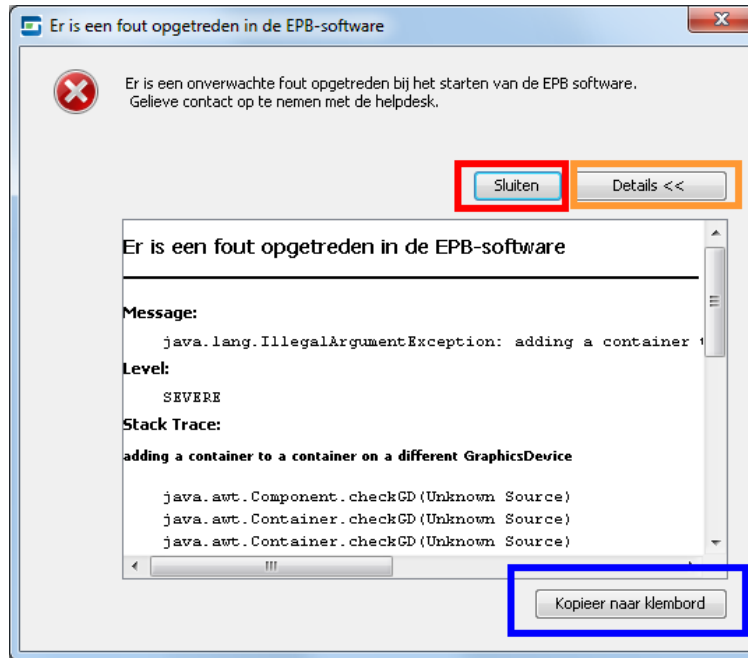 Er is een fout opgetreden in de EPB-software
Er is een onverwachte fout opgetreden bij het starten van de EPB software.
Gelieve contact op te nemen met de helpdesk.
Sluiten
Details <<
Er is een fout opgetreden in de EPB-software
Message:
java.lang.IllegalArgumentException: adding a container
Level:
SEVERE
Stack Trace:
adding a container to a container on a different GraphicsDevice
java.awt.Component.checkGD(Unknown Source)
java.awt.Container.checkGD(Unknown Source)
java.awt.Container.checkGD(Unknown Source)
Kopieer naar klembord